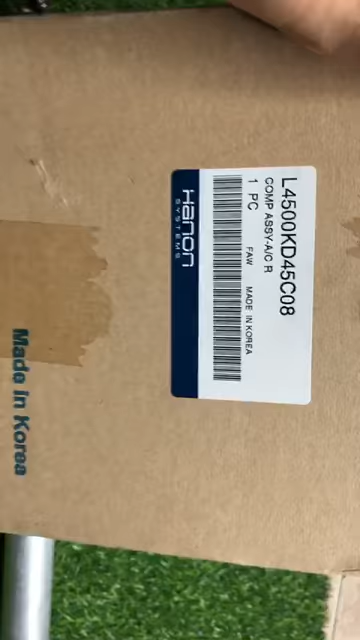 L4500KD45C08
COMP ASSY-A/C R
1 PC
FAW MADE IN KOREA
Hanon
SYSTEMS
Made in Korea